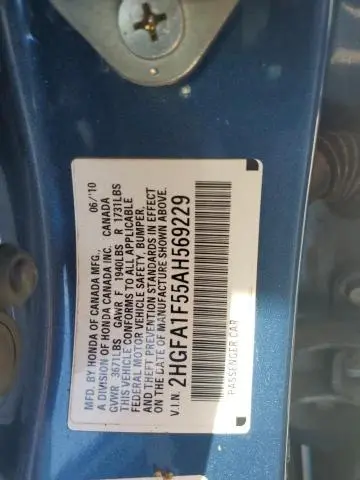 MFD. BY HONDA OF CANADA MFG., 06/10
A DIVISION OF HONDA CANADA INC. CANADA
GVWR 3671LBS GAWR F 1940LBS R 1731LBS
THIS VEHICLE CONFORMS TO ALL APPLICABLE
FEDERAL MOTOR VEHICLE SAFETY, BUMPER,
AND THEFT PREVENTION STANDARDS IN EFFECT
ON THE DATE OF MANUFACTURE SHOWN ABOVE.
V.I.N. 2HGFA1F55AH569229
PASSENGER CAR